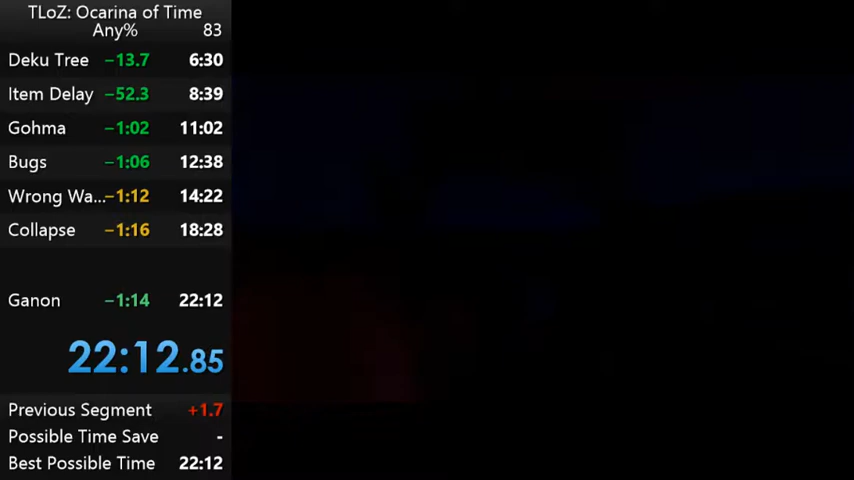 TLoZ: Ocarina of Time
Any% 83
Deku Tree −13.7 6:30
Item Delay −52.3 8:39
Gohma −1:02 11:02
Bugs −1:06 12:38
Wrong Wa... −1:12 14:22
Collapse −1:16 18:28
Ganon −1:14 22:12
22:12.85
Previous Segment +1.7
Possible Time Save -
Best Possible Time 22:12